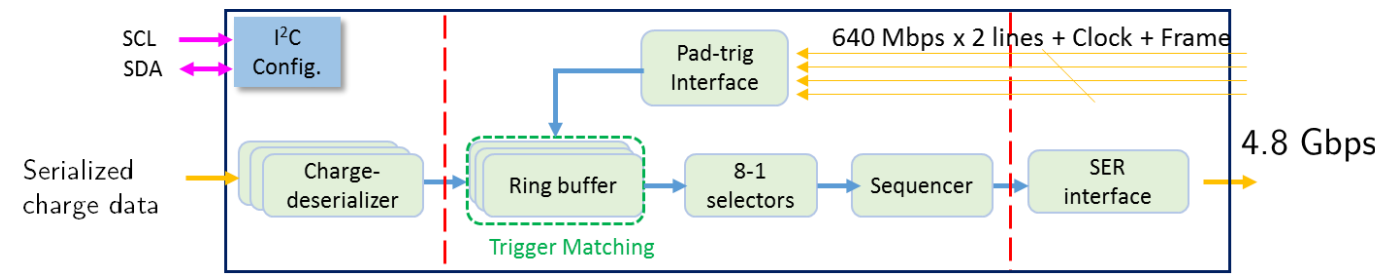 SCL
SDA
I²C
Config.
Pad-trig
Interface
640 Mbps x 2 lines + Clock + Frame
Serialized
charge data
Charge-
deserializer
Ring buffer
Trigger Matching
8-1
selectors
Sequencer
SER
interface
4.8 Gbps